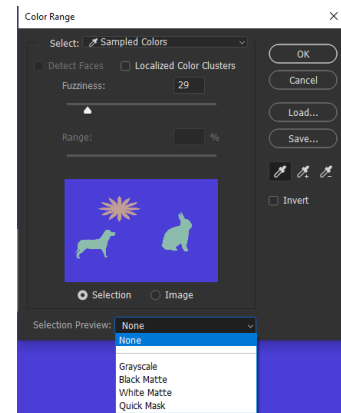 Color Range
Select: Sampled Colors
OK
Detect Faces Localized Color Clusters
Cancel
Fuzziness: 29
Load...
Range: %
Save...
Invert
Selection Image
Selection Preview: None
None
Grayscale
Black Matte
White Matte
Quick Mask